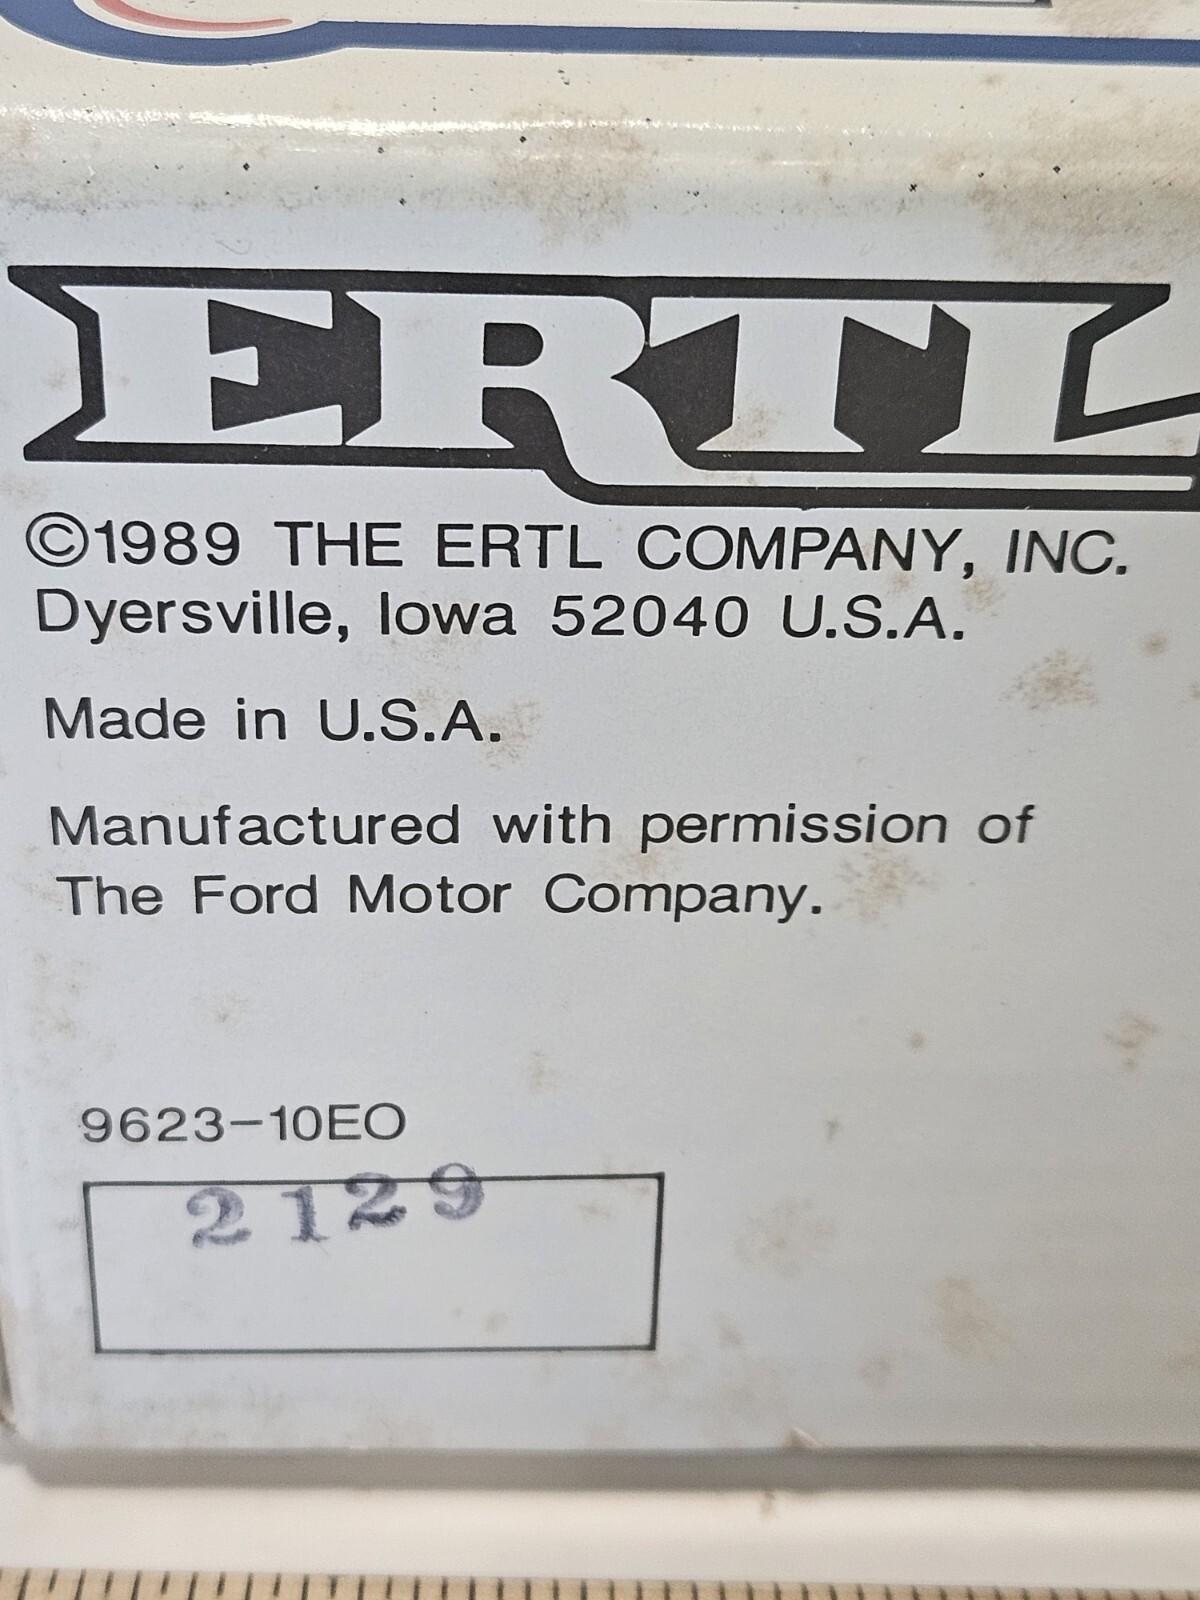 ERTL
©1989 THE ERTL COMPANY, INC.
Dyersville, Iowa 52040 U.S.A.
Made in U.S.A.
Manufactured with permission of
The Ford Motor Company.
9623-10EO
2129